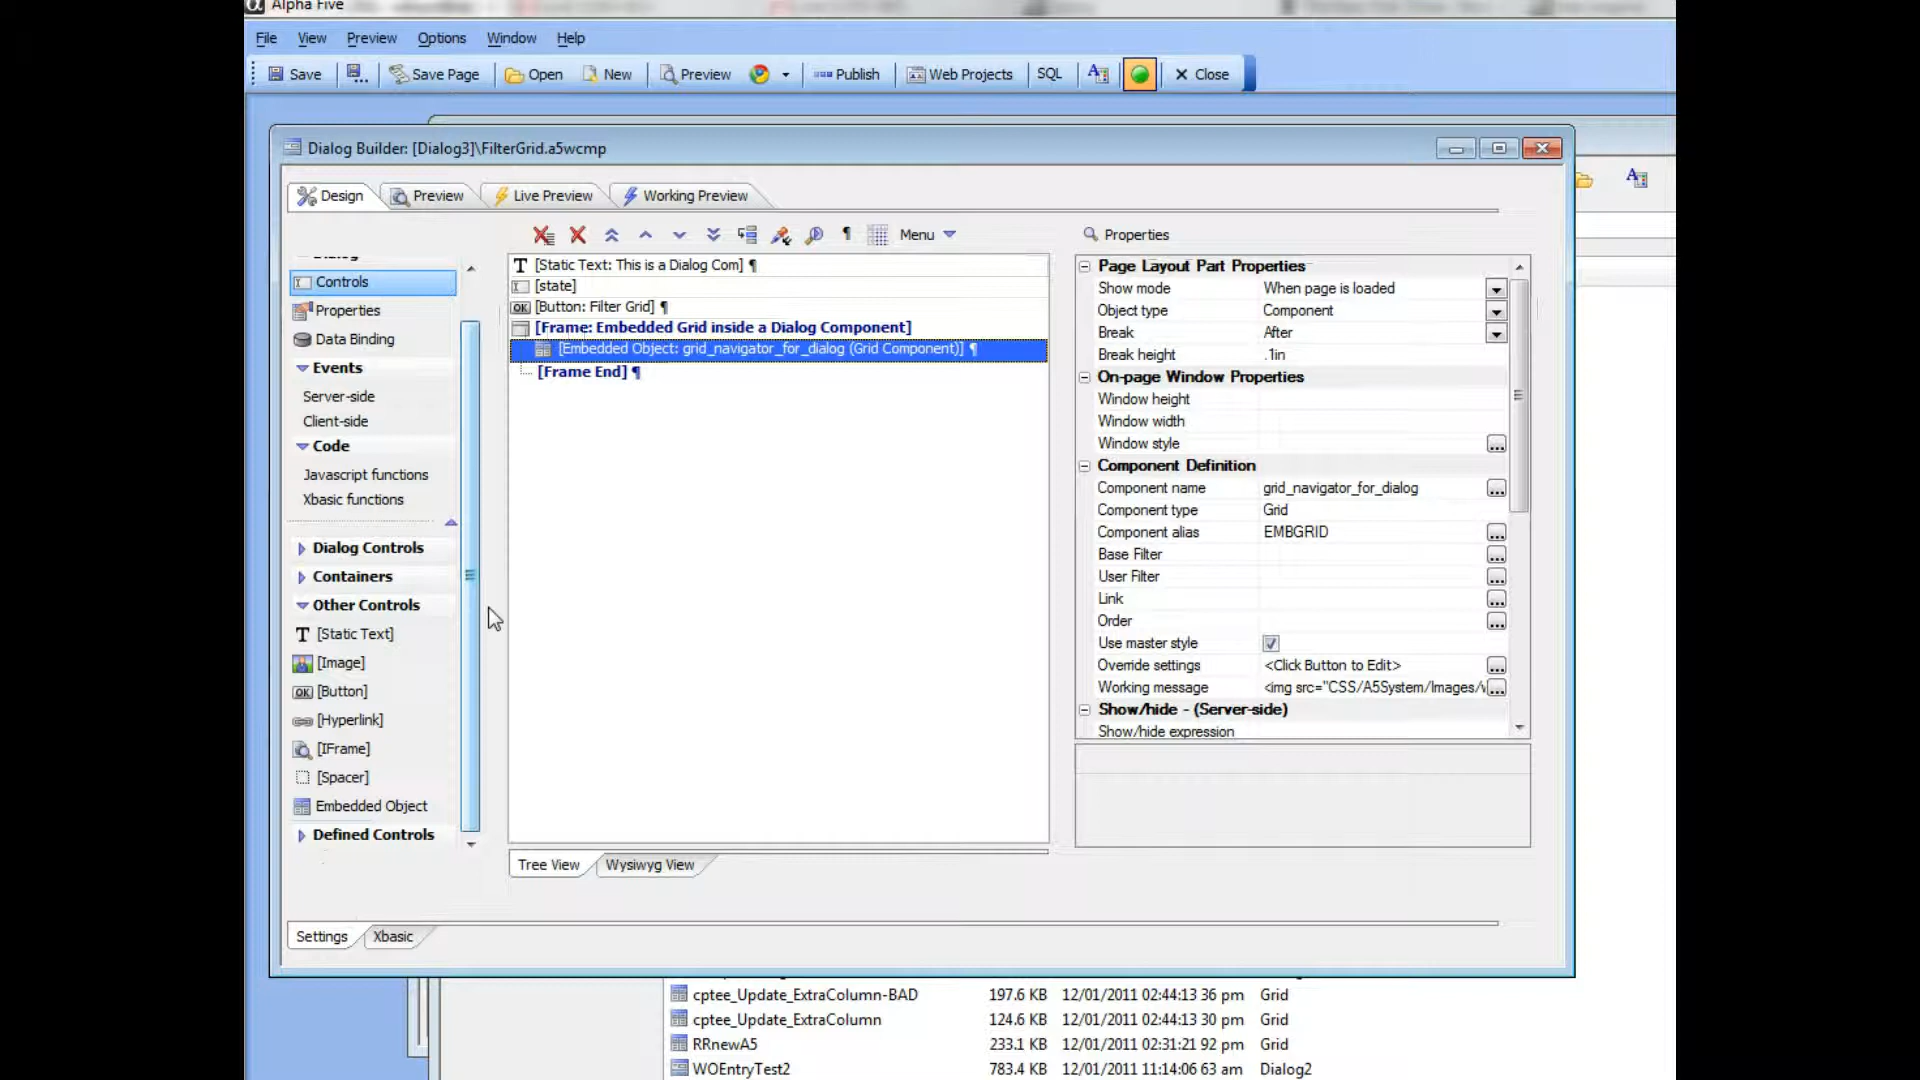 Alpha Five
File View Preview Options Window Help
Save Save Page Open New Preview Publish Web Projects SQL Close
Dialog Builder: [Dialog3]\FilterGrid.a5wcmp
Design Preview Live Preview Working Preview
Menu
Properties
Controls
Properties
Data Binding
Events
Server-side
Client-side
Code
Javascript functions
Xbasic functions
Dialog Controls
Containers
Other Controls
[Static Text]
[Image]
[Button]
[Hyperlink]
[IFrame]
[Spacer]
Embedded Object
Defined Controls
[Static Text: This is a Dialog Com] ¶
[state]
[Button: Filter Grid] ¶
[Frame: Embedded Grid inside a Dialog Component]
[Embedded Object: grid_navigator_for_dialog (Grid Component)] ¶
[Frame End] ¶
Page Layout Part Properties
Show mode When page is loaded
Object type Component
Break After
Break height .1in
On-page Window Properties
Window height
Window width
Window style
Component Definition
Component name grid_navigator_for_dialog
Component type Grid
Component alias EMBGRID
Base Filter
User Filter
Link
Order
Use master style
Override settings <Click Button to Edit>
Working message <img src="CSS/A5System/Images/
Show/hide - (Server-side)
Show/hide expression
Tree View Wysiwyg View
Settings Xbasic
cptee_Update_ExtraColumn-BAD 197.6 KB 12/01/2011 02:44:13 36 pm Grid
cptee_Update_ExtraColumn 124.6 KB 12/01/2011 02:44:13 30 pm Grid
RRnewA5 233.1 KB 12/01/2011 02:31:21 92 pm Grid
WOEntryTest2 783.4 KB 12/01/2011 11:14:06 63 am Dialog2